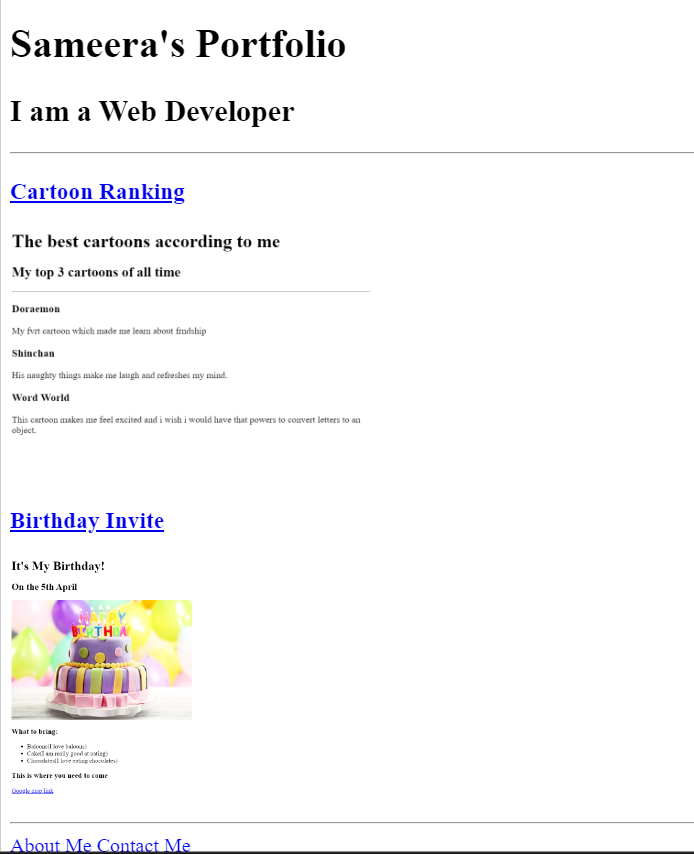 Sameera's Portfolio
I am a Web Developer
Cartoon Ranking
The best cartoons according to me
My top 3 cartoons of all time
Doraemon
My fvrt cartoon which made me learn about frndship
Shinchan
His naughty things make me laugh and refreshes my mind.
Word World
This cartoon makes me feel excited and i wish i would have that powers to convert letters to an
object.
Birthday Invite
It's My Birthday!
On the 5th April
HAPPY
BIRTHDAY
What to bring:
Baloons(I love baloons)
Cake(I am really good at eating)
Chocolates(I love eating chocolates)
This is where you need to come
Google map link
About Me Contact Me